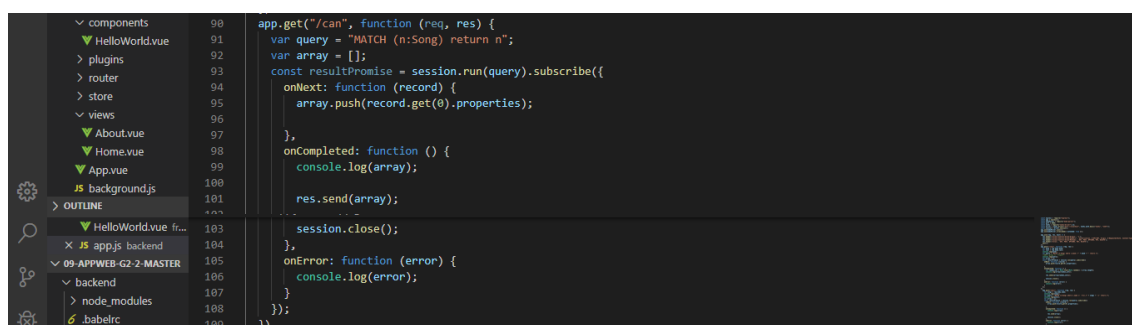 components
HelloWorld.vue
plugins
router
store
views
About.vue
Home.vue
App.vue
JS background.js
OUTLINE
HelloWorld.vue fr...
JS app.js backend
09-APPWEB-G2-2-MASTER
backend
node_modules
.babelrc
90 app.get("/can", function (req, res) {
91 var query = "MATCH (n:Song) return n";
92 var array = [];
93 const resultPromise = session.run(query).subscribe({
94 onNext: function (record) {
95 array.push(record.get(0).properties);
96
97 },
98 onCompleted: function () {
99 console.log(array);
100
101 res.send(array);
103 session.close();
104 },
105 onError: function (error) {
106 console.log(error);
107 }
108 });